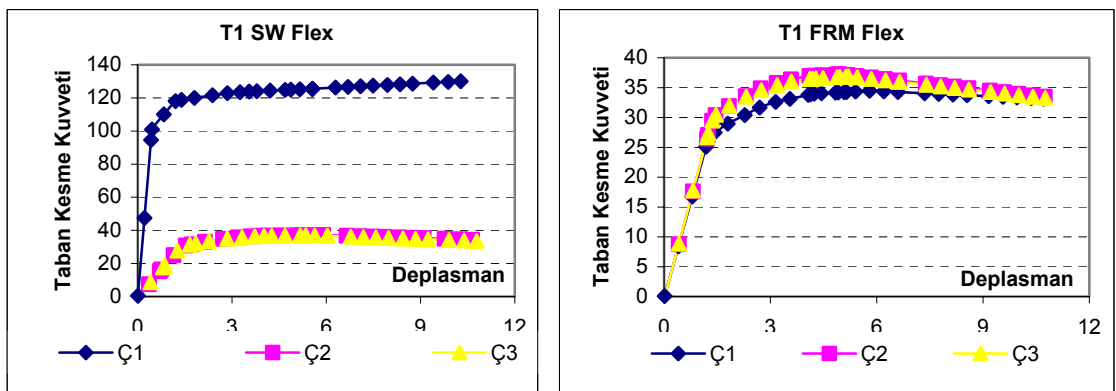 T1 SW Flex
Taban Kesme Kuvveti
140
120
100
80
60
40
20
0
Deplasman
0 3 6 9 12
Ç1 Ç2 Ç3
T1 FRM Flex
Taban Kesme Kuvveti
40
35
30
25
20
15
10
5
0
Deplasman
0 3 6 9 12
Ç1 Ç2 Ç3